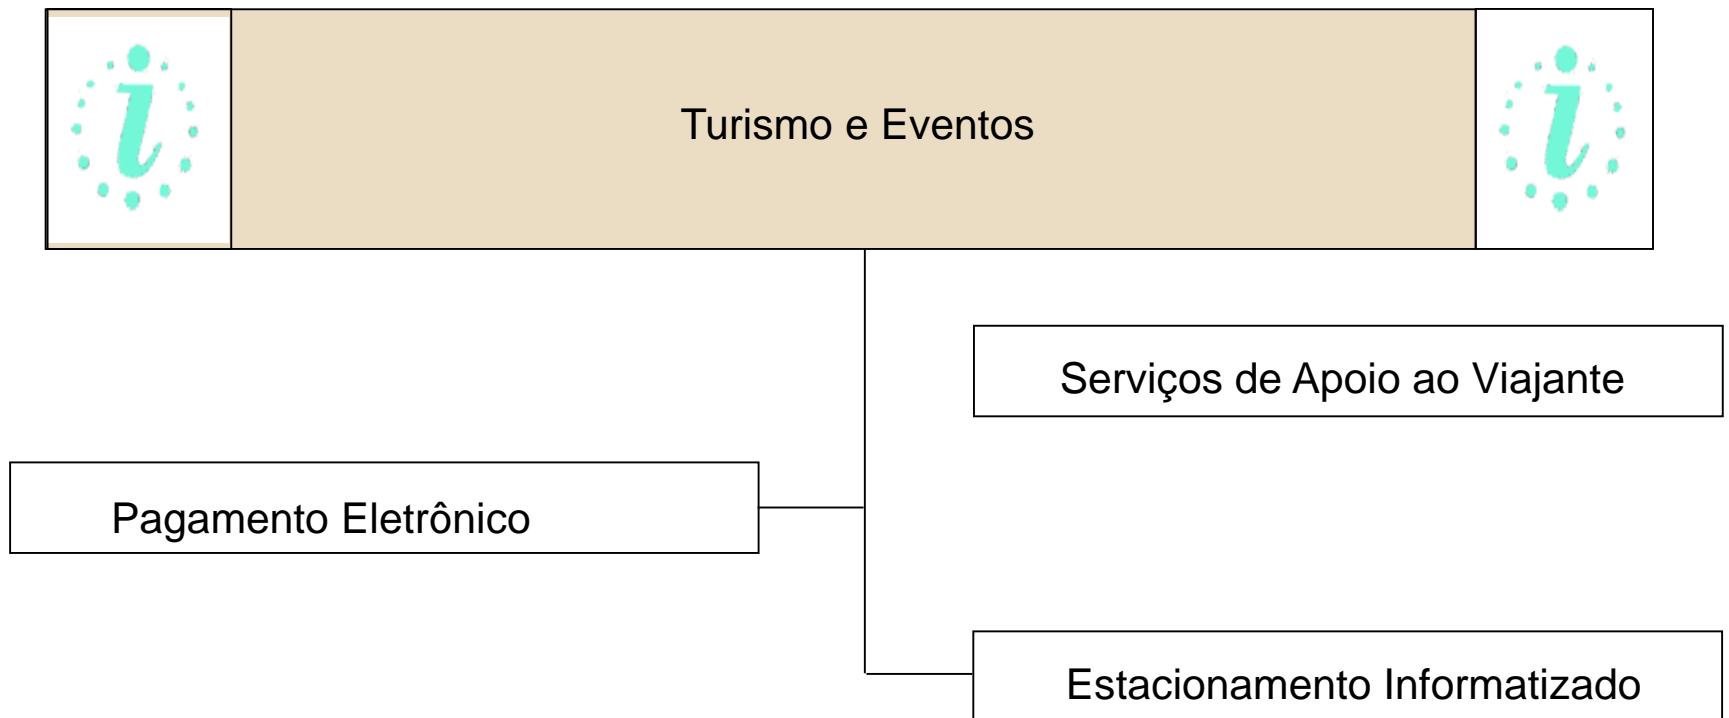 Turismo e Eventos
Serviços de Apoio ao Viajante
Pagamento Eletrônico
Estacionamento Informatizado